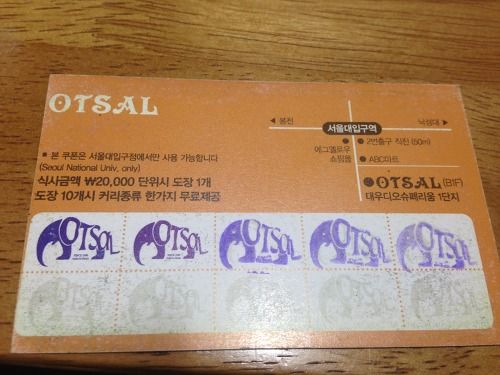 OTSAL
◀ 봉천
서울대입구역
낙성대 ▶
2번출구 직진 (50m)
에그옐로우
쇼핑몰
ABC마트
OTSAL (B1F)
대우디오슈페리움 1단지
• 본 쿠폰은 서울대입구점에서만 사용 가능합니다
(Seoul National Univ, only)
식사금액 ₩20,000 단위시 도장 1개
도장 10개시 커리종류 한가지 무료제공
OTSAL OTSAL OTSAL OTSAL OTSAL